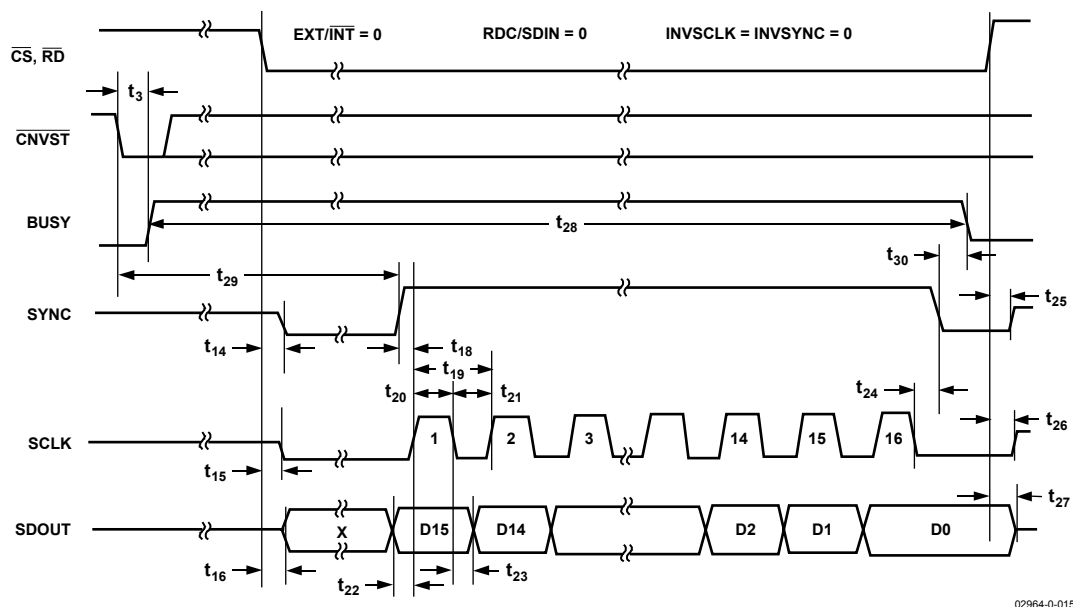 EXT/INT = 0 RDC/SDIN = 0 INVSCLK = INVSYNC = 0
CS, RD
t3
CNVST
BUSY
t28
t29
t30
t25
SYNC
t14
t18
t19
t20
t21
t24
t26
SCLK
1 2 3 14 15 16
t15
t27
SDOUT
X D15 D14 D2 D1 D0
t16
t22
t23
02964-0-015